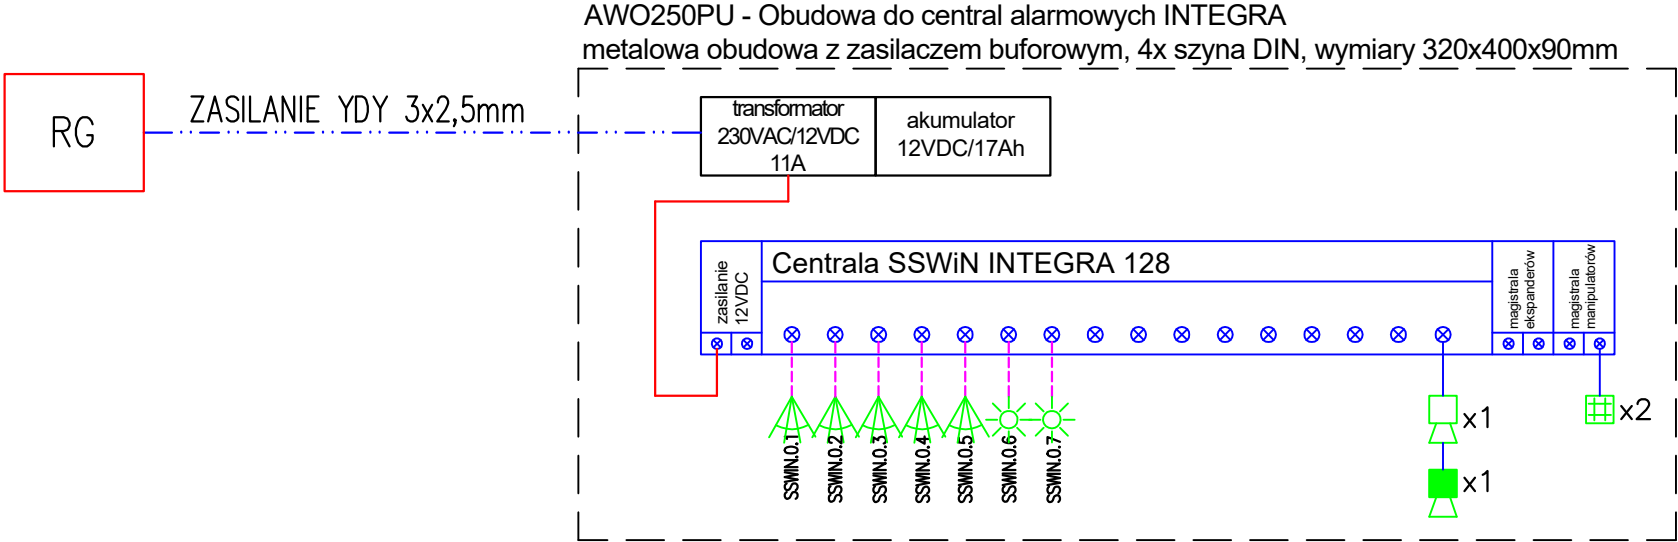 AWO250PU - Obudowa do central alarmowych INTEGRA
metalowa obudowa z zasilaczem buforowym, 4x szyna DIN, wymiary 320x400x90mm
RG
ZASILANIE YDY 3x2,5mm
transformator
230VAC/12VDC
11A
akumulator
12VDC/17Ah
zasilanie
12VDC
Centrala SSWiN INTEGRA 128
magistrala
ekspanderów
magistrala
manipulatorów
SSWIN.0.1
SSWIN.0.2
SSWIN.0.3
SSWIN.0.4
SSWIN.0.5
SSWIN.0.6
SSWIN.0.7
x1
x1
x2